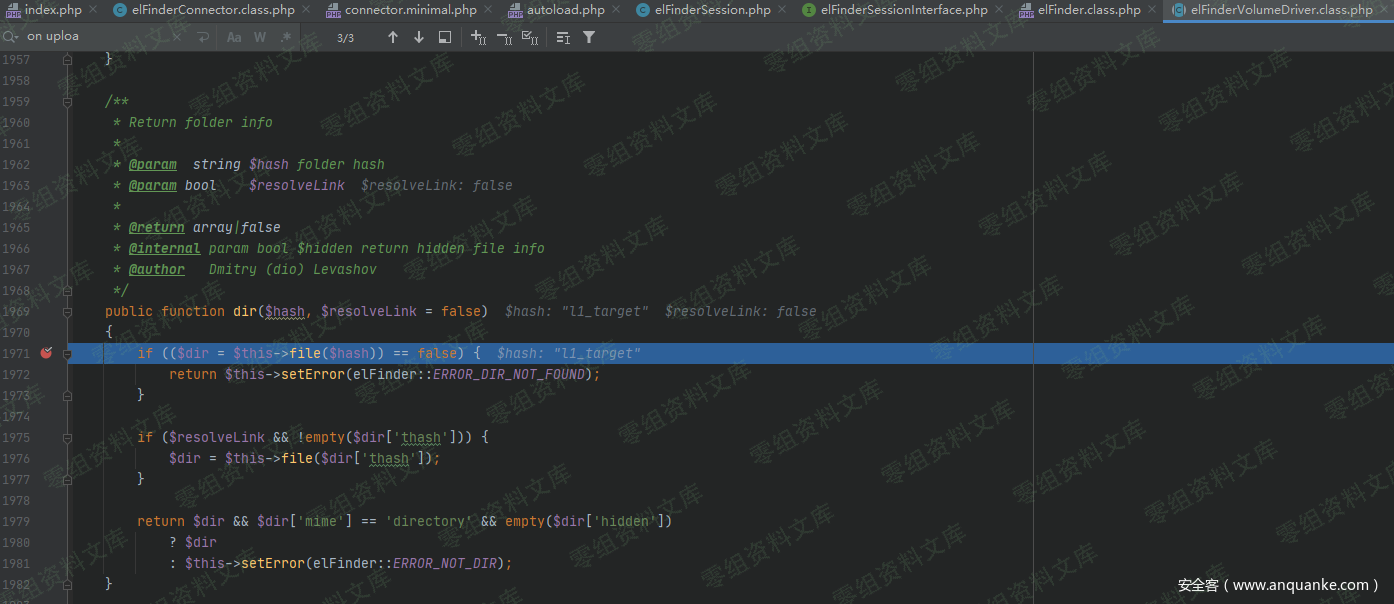 index.php × elFinderConnector.class.php × connector.minimal.php × autoload.php × elFinderSession.php × elFinderSessionInterface.php × elFinder.class.php × elFinderVolumeDriver.class.php
on uploa Aa W .* 3/3
1957 }
1958
1959 /**
1960 * Return folder info
1961 *
1962 * @param string $hash folder hash
1963 * @param bool $resolveLink $resolveLink: false
1964 *
1965 * @return array|false
1966 * @internal param bool $hidden return hidden file info
1967 * @author Dmitry (dio) Levashov
1968 */
1969 public function dir($hash, $resolveLink = false) $hash: "l1_target" $resolveLink: false
1970 {
1971 if (($dir = $this->file($hash)) == false) { $hash: "l1_target"
1972 return $this->setError(elFinder::ERROR_DIR_NOT_FOUND);
1973 }
1974
1975 if ($resolveLink && !empty($dir['thash'])) {
1976 $dir = $this->file($dir['thash']);
1977 }
1978
1979 return $dir && $dir['mime'] == 'directory' && empty($dir['hidden'])
1980 ? $dir
1981 : $this->setError(elFinder::ERROR_NOT_DIR);
1982 }
零组资料文库
安全客（www.anquanke.com）